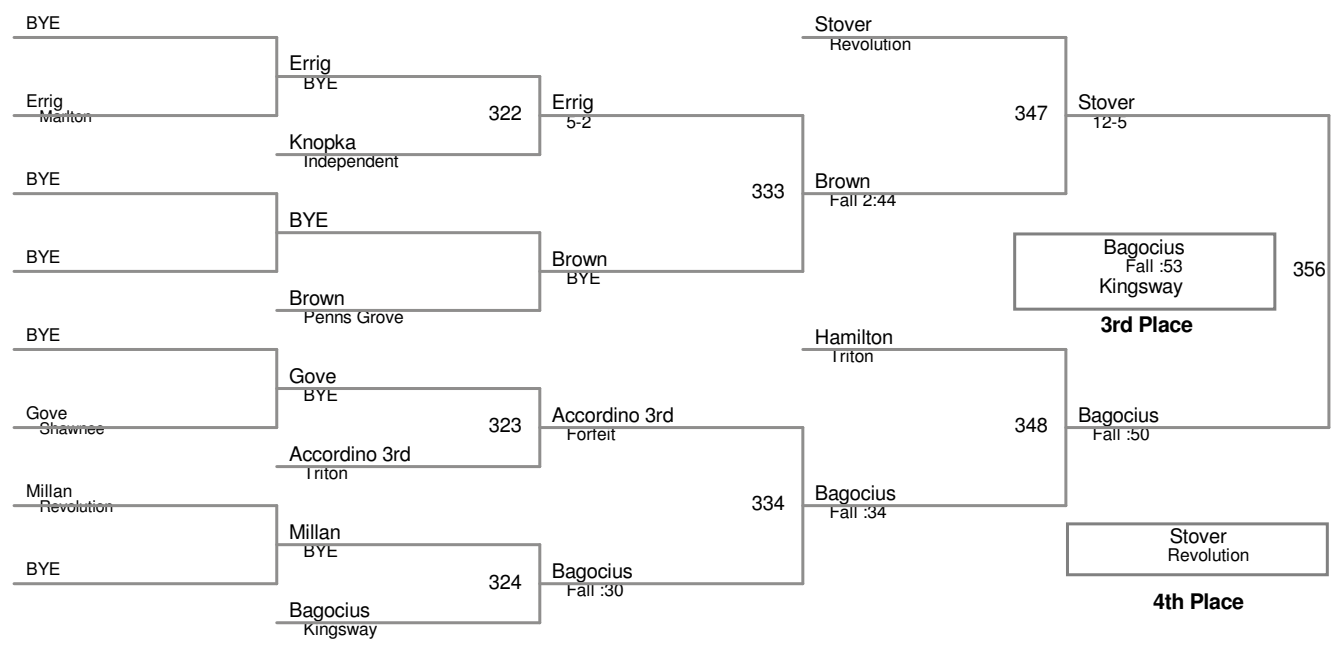 BYE
Errig
Marlton
BYE
BYE
BYE
Gove
Shawnee
Millan
Revolution
BYE
Errig
BYE
322
Knopka
Independent
BYE
Brown
Penns Grove
Gove
BYE
323
Accordino 3rd
Triton
Millan
BYE
324
Bagocius
Kingsway
Errig
5-2
333
Brown
BYE
Accordino 3rd
Forfeit
334
Bagocius
Fall :30
Stover
Revolution
347
Brown
Fall 2:44
Hamilton
Triton
348
Bagocius
Fall :34
Stover
12-5
Bagocius
Fall :53
Kingsway
356
3rd Place
Bagocius
Fall :50
Stover
Revolution
4th Place